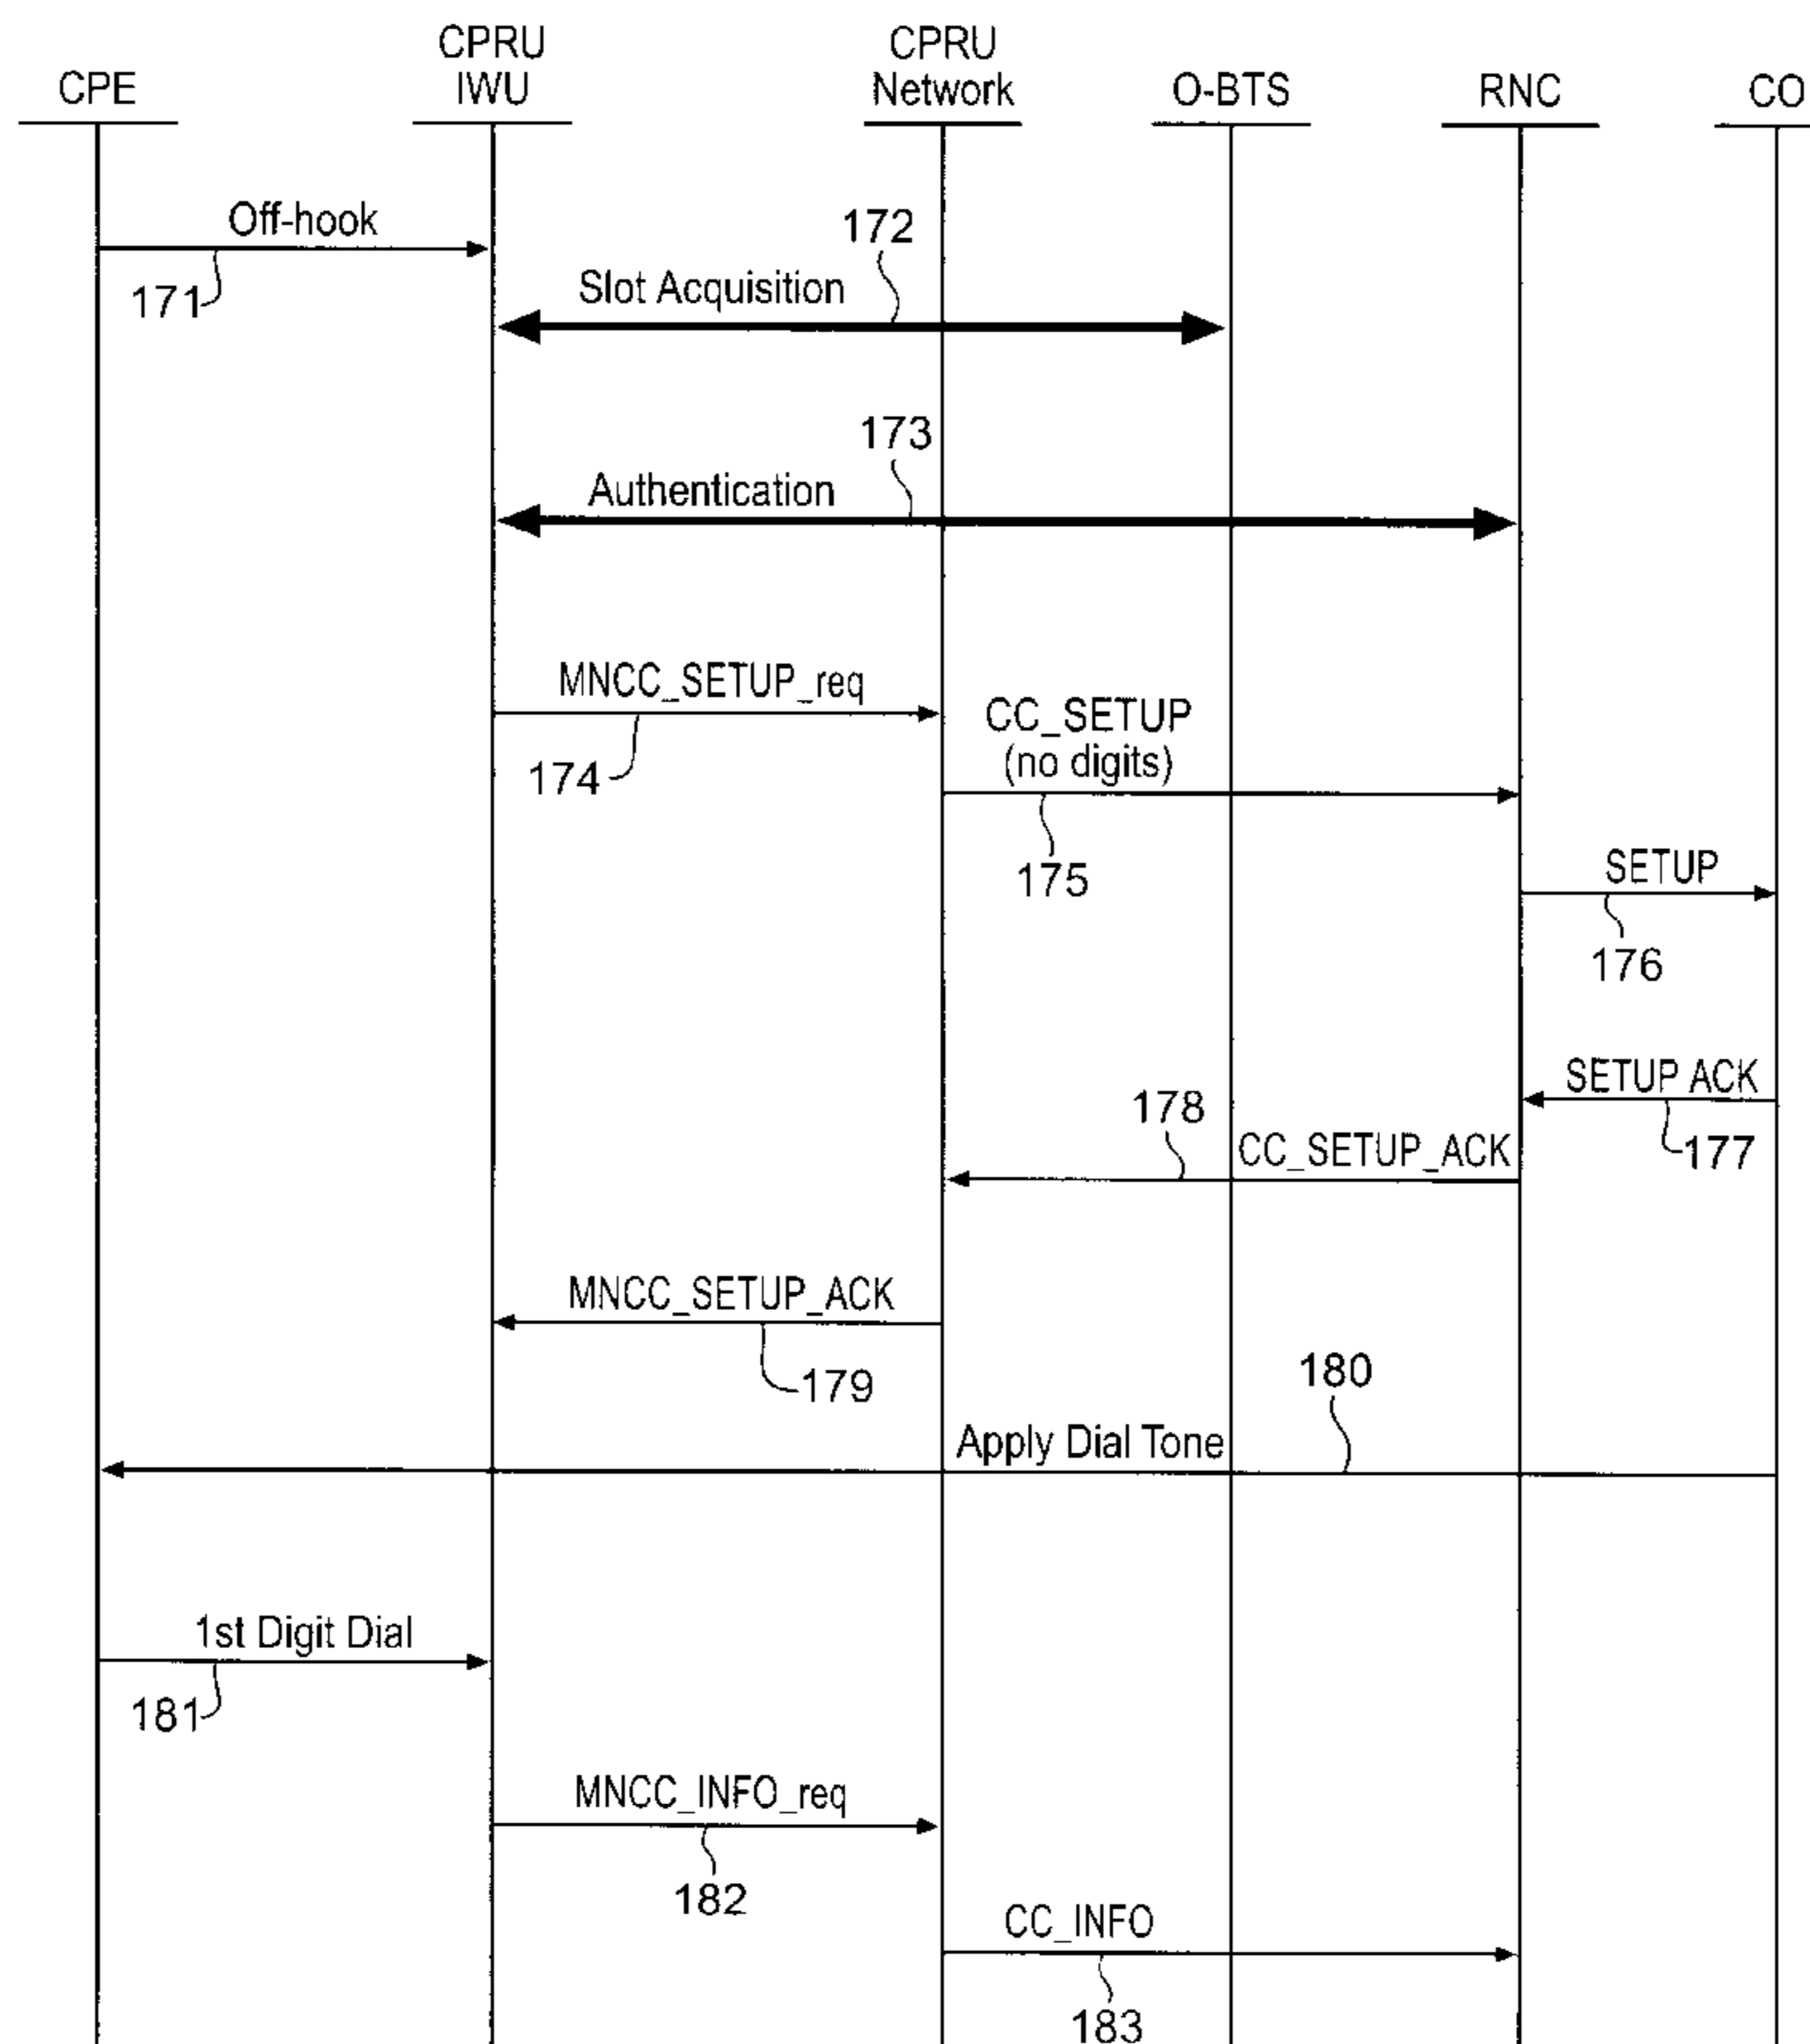 CPE
CPRU
IWU
CPRU
Network
O-BTS
RNC
CO
Off-hook
171
172
Slot Acquisition
173
Authentication
MNCC_SETUP_req
174
CC_SETUP
(no digits)
175
SETUP
176
SETUP ACK
177
178
CC_SETUP_ACK
MNCC_SETUP_ACK
179
180
Apply Dial Tone
1st Digit Dial
181
MNCC_INFO_req
182
CC_INFO
183